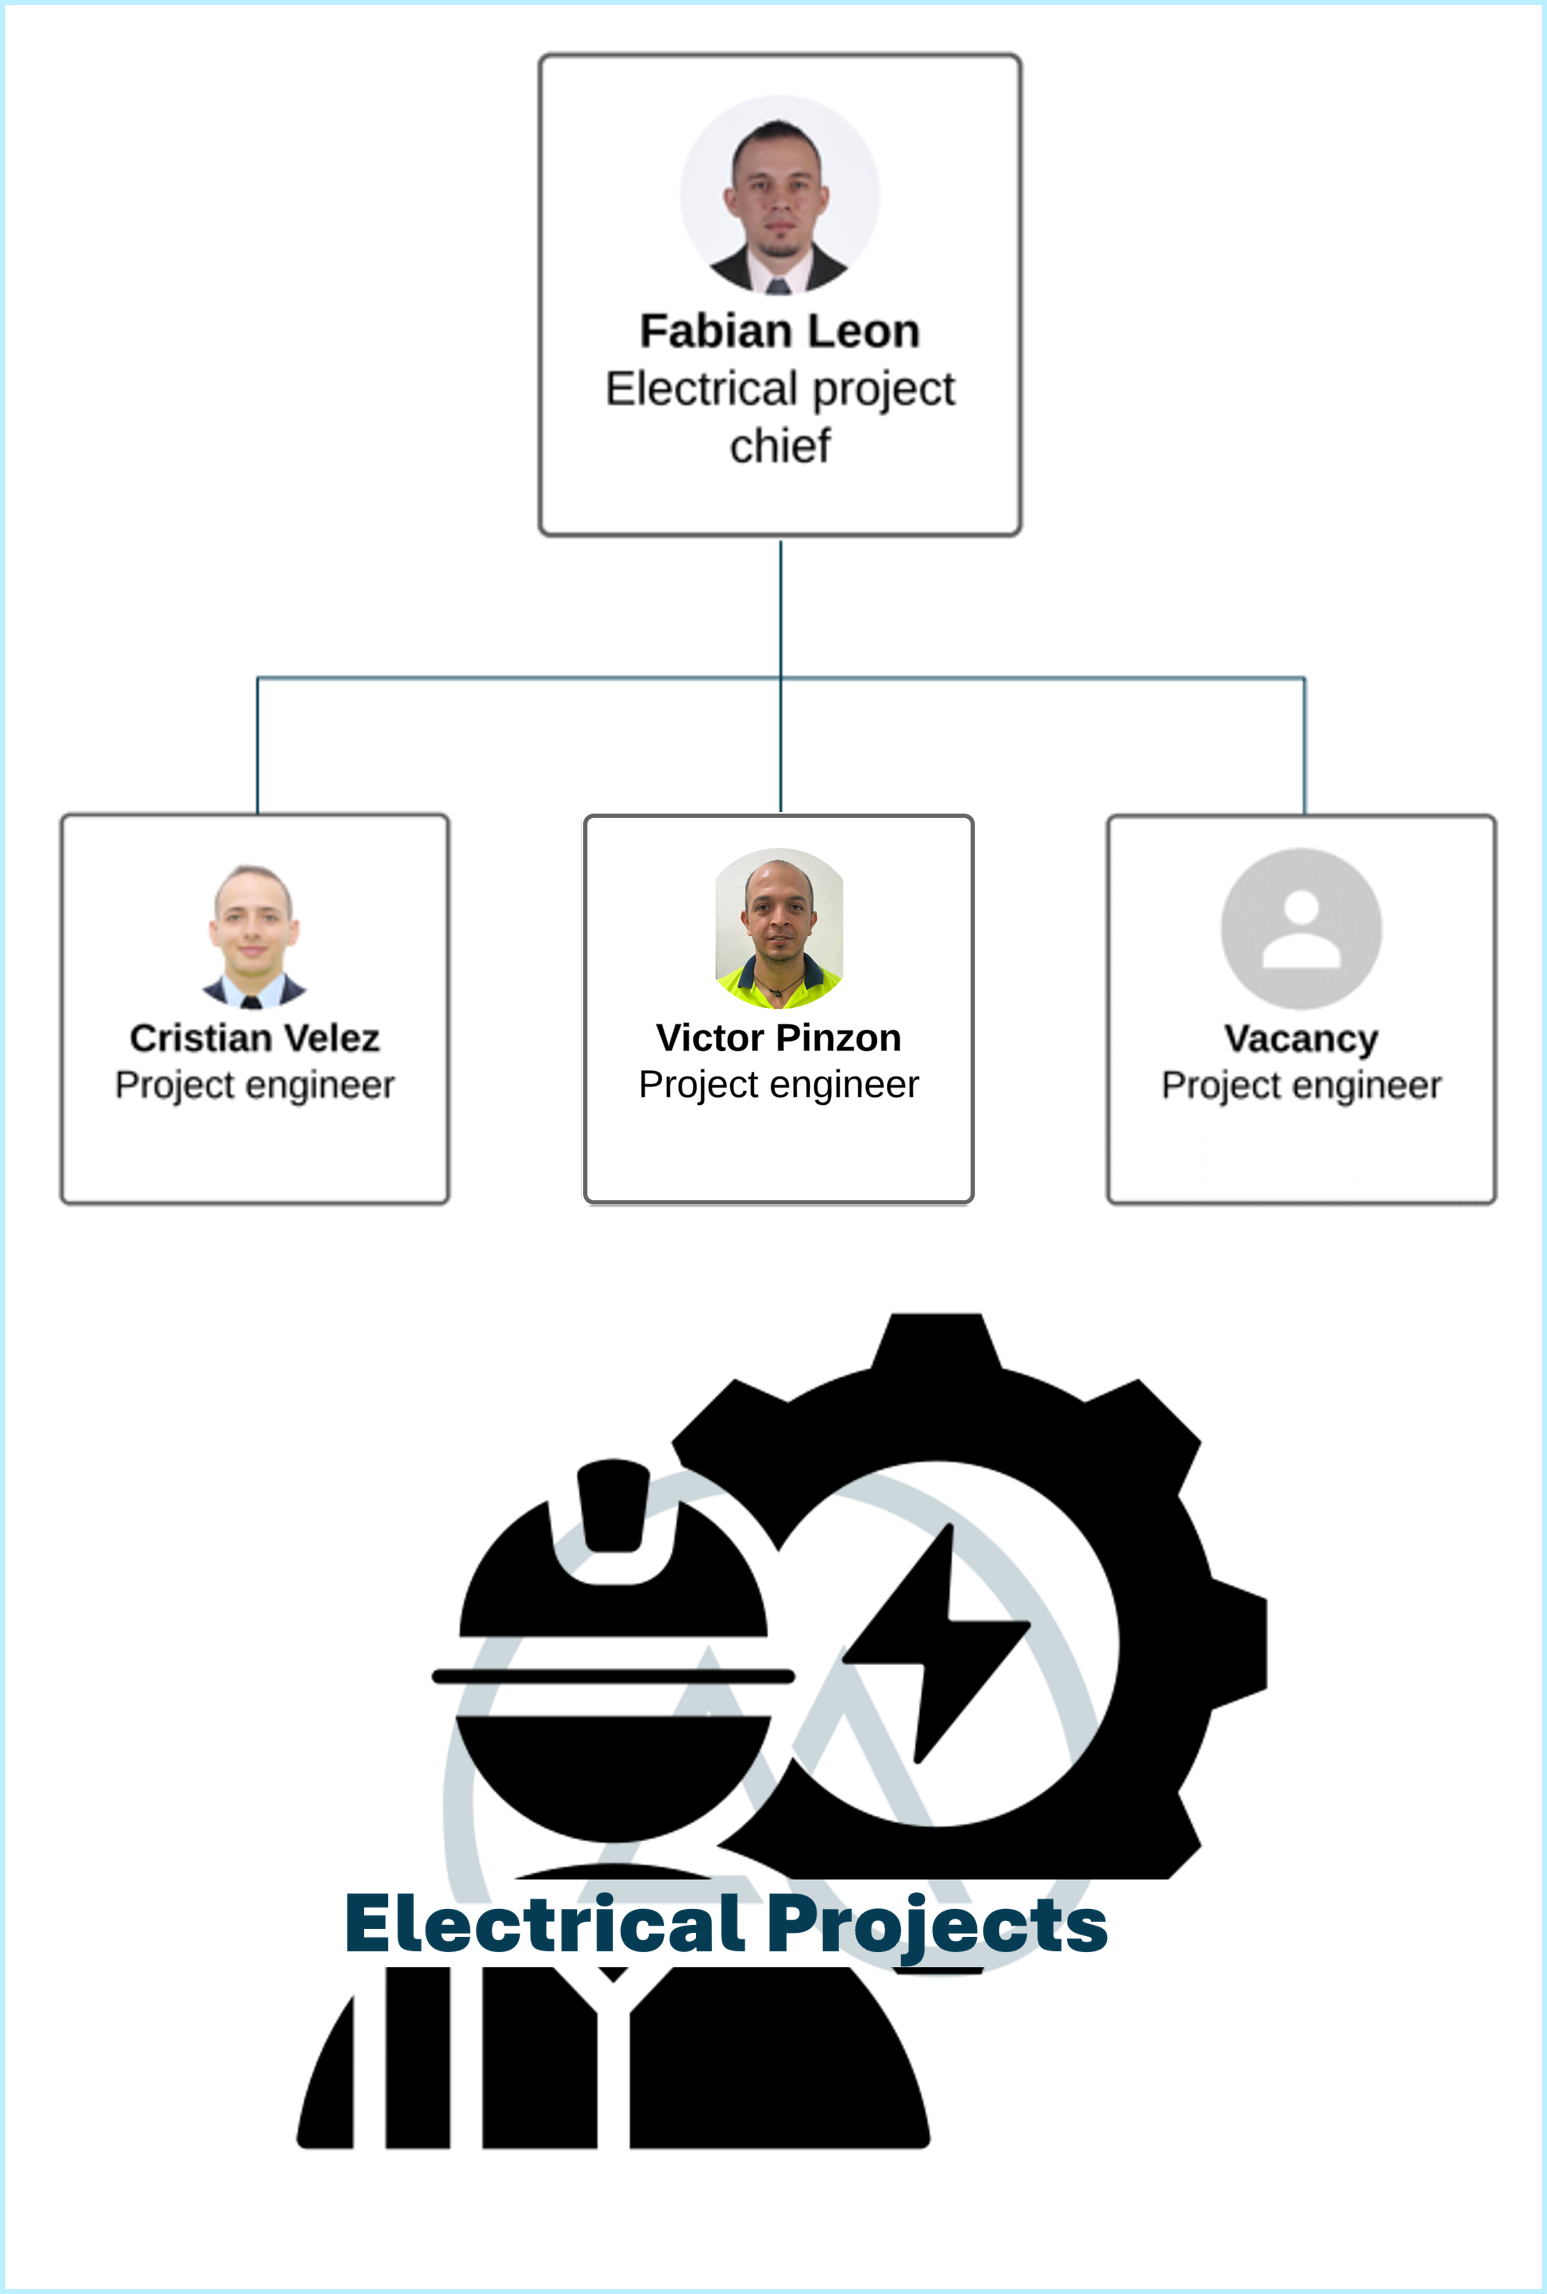 Fabian Leon
Electrical project
chief
Cristian Velez
Project engineer
Victor Pinzon
Project engineer
Vacancy
Project engineer
Electrical Projects